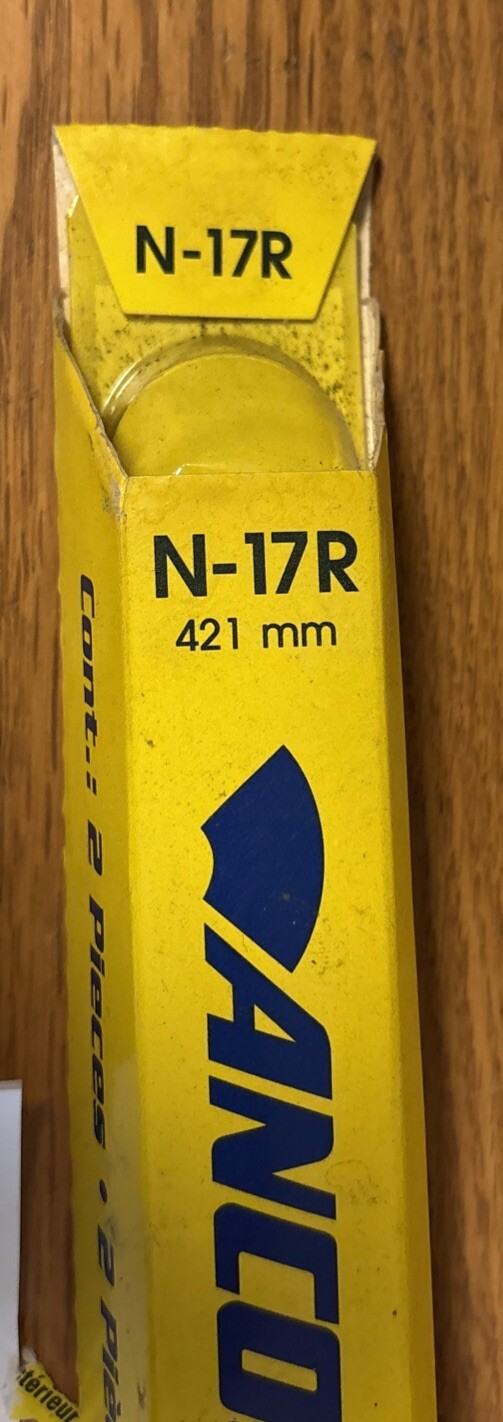 N-17R
N-17R
421 mm
ANCO
Cont.: 2 Pieces • 2 Piè
térieur